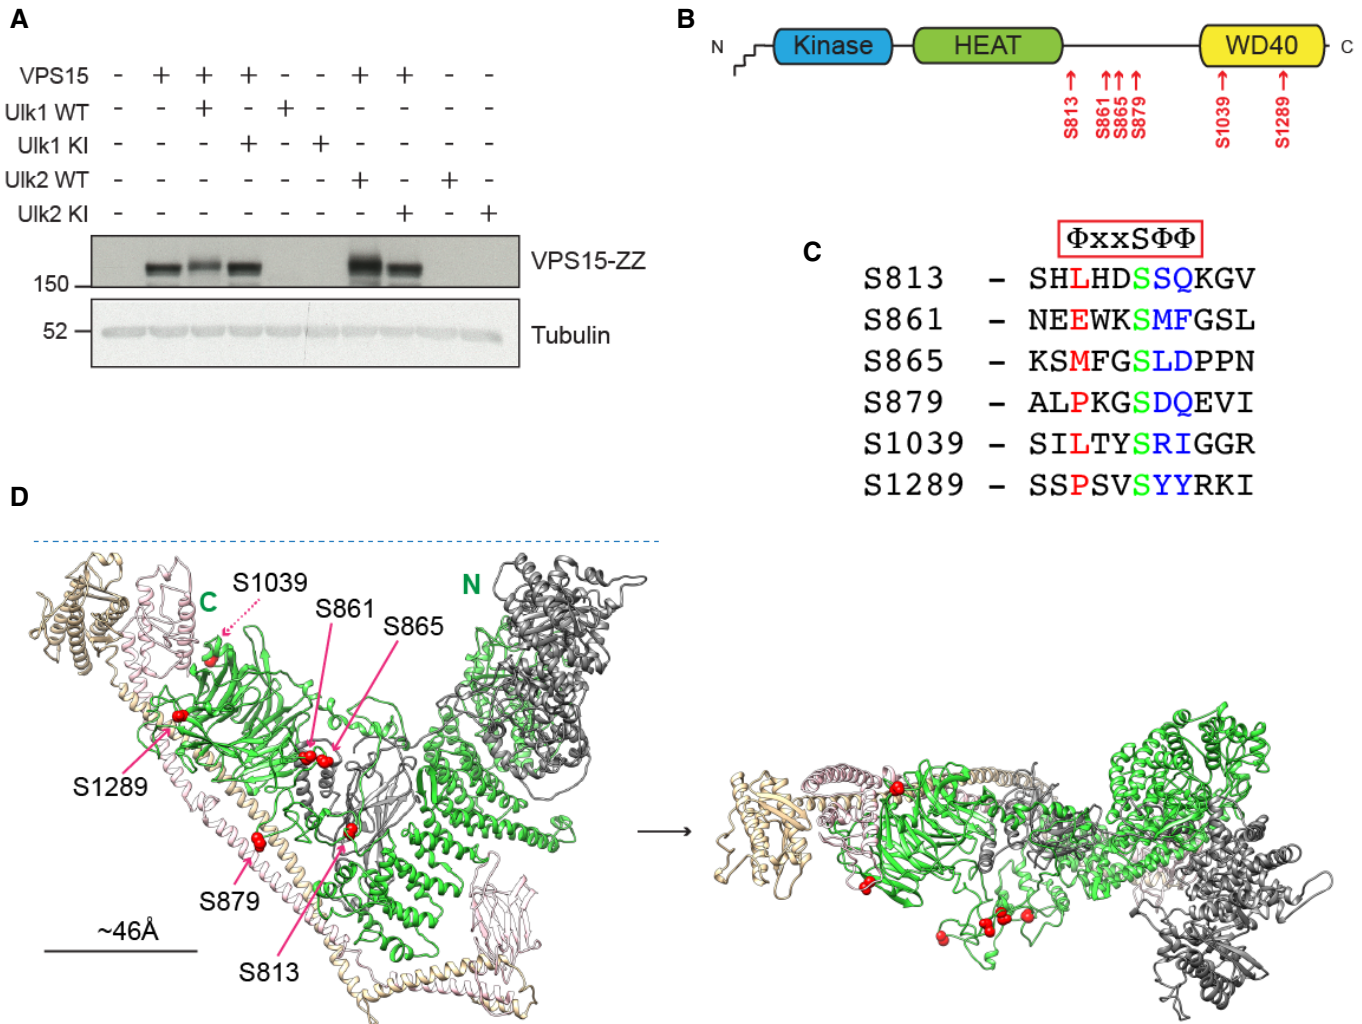 A
VPS15 - + + + - - + + - -
Ulk1 WT - - + - + - - - - -
Ulk1 KI - - - + - + - - - -
Ulk2 WT - - - - - - + - + -
Ulk2 KI - - - - - - - + - +
150
VPS15-ZZ
52
Tubulin
B
N Kinase HEAT WD40 C
S813 S861 S865 S879 S1039 S1289
C
ΦxxSΦΦ
S813 - SHLHDSSQKGV
S861 - NEEWKSMFGSL
S865 - KSMFGSLDPPN
S879 - ALPKGSDQEVI
S1039 - SILTYSRIGGR
S1289 - SSPSVSYYRKI
D
C
N
S1039
S861
S865
S1289
S879
S813
~46Å